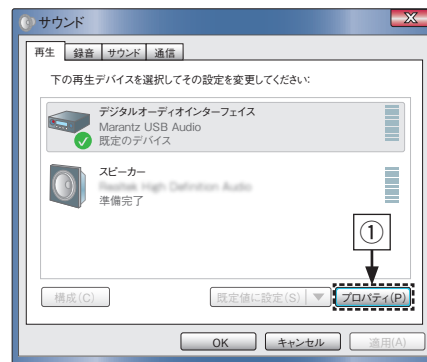 サウンド
再生 録音 サウンド 通信
下の再生デバイスを選択してその設定を変更してください:
デジタルオーディオインターフェイス
Marantz USB Audio
既定のデバイス
スピーカー
Realtek High Definition Audio
準備完了
①
構成(C) 既定値に設定(S) プロパティ(P)
OK キャンセル 適用(A)